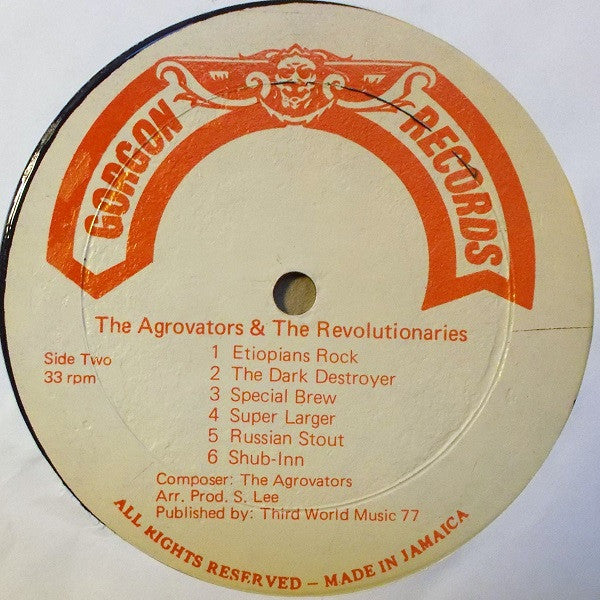 GORGON RECORDS
The Agrovators & The Revolutionaries
Side Two
33 rpm
1 Etiopians Rock
2 The Dark Destroyer
3 Special Brew
4 Super Larger
5 Russian Stout
6 Shub-Inn
Composer: The Agrovators
Arr. Prod. S. Lee
Published by: Third World Music 77
ALL RIGHTS RESERVED – MADE IN JAMAICA